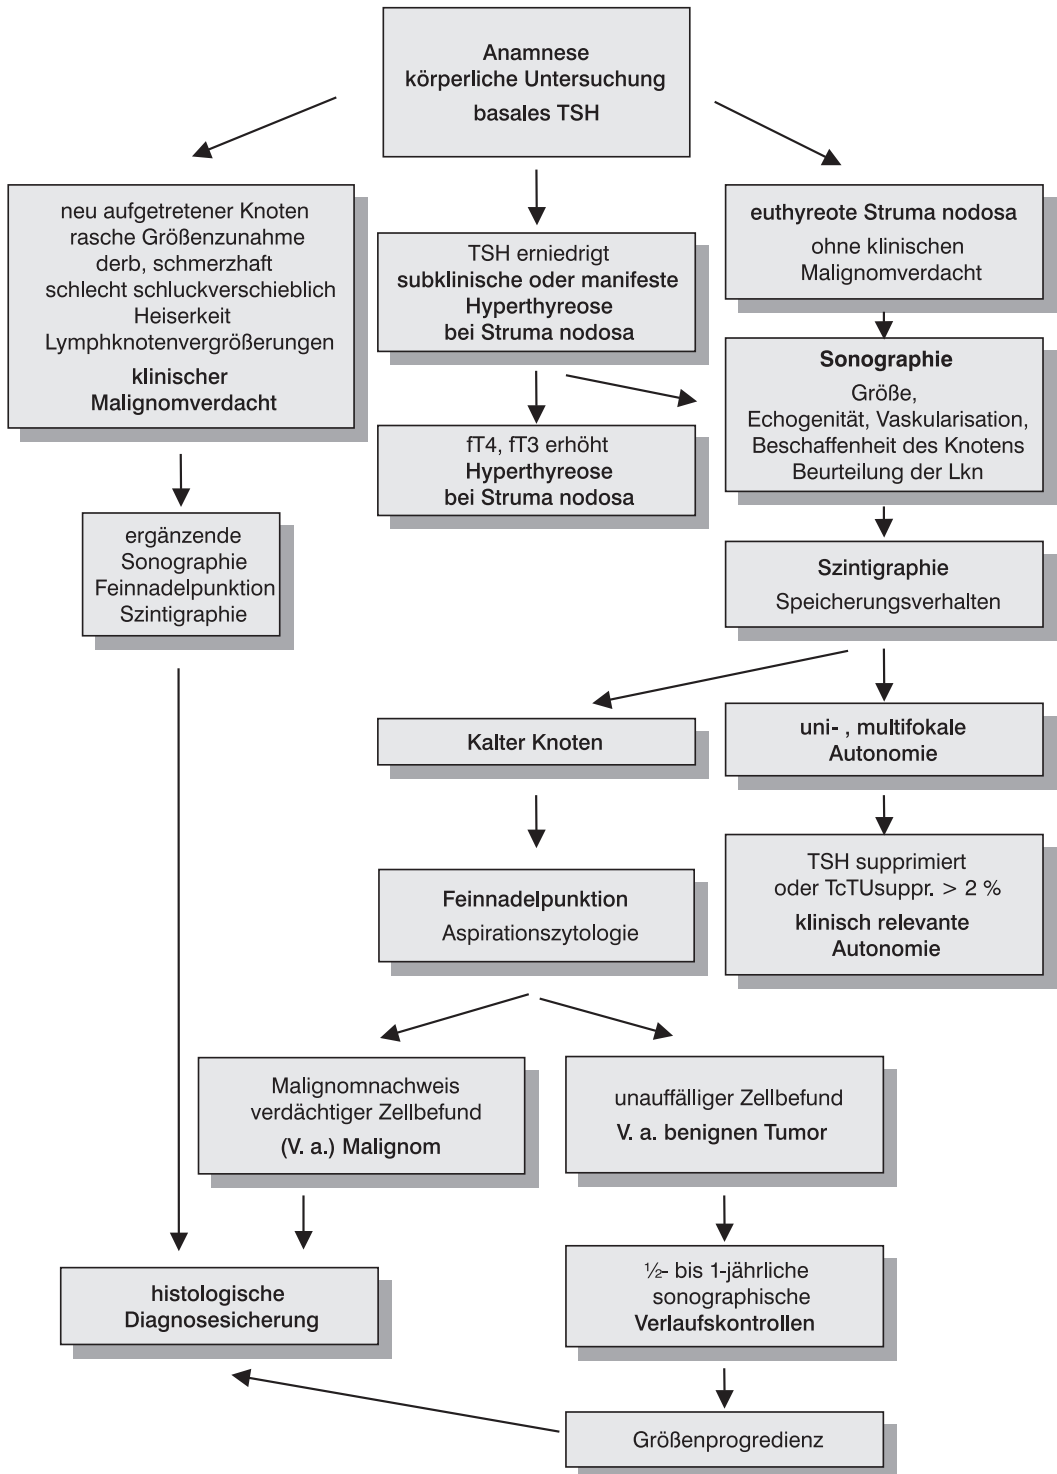 Anamnese
körperliche Untersuchung
basales TSH
neu aufgetretener Knoten
rasche Größenzunahme
derb, schmerzhaft
schlecht schluckverschieblich
Heiserkeit
Lymphknotenvergrößerungen
klinischer
Malignomverdacht
TSH erniedrigt
subklinische oder manifeste
Hyperthyreose
bei Struma nodosa
euthyreote Struma nodosa
ohne klinischen
Malignomverdacht
Sonographie
Größe,
Echogenität, Vaskularisation,
Beschaffenheit des Knotens
Beurteilung der Lkn
fT4, fT3 erhöht
Hyperthyreose
bei Struma nodosa
ergänzende
Sonographie
Feinnadelpunktion
Szintigraphie
Szintigraphie
Speicherungsverhalten
Kalter Knoten
uni- , multifokale
Autonomie
Feinnadelpunktion
Aspirationszytologie
TSH supprimiert
oder TcTUsuppr. > 2 %
klinisch relevante
Autonomie
Malignomnachweis
verdächtiger Zellbefund
(V. a.) Malignom
unauffälliger Zellbefund
V. a. benignen Tumor
histologische
Diagnosesicherung
½- bis 1-jährliche
sonographische
Verlaufskontrollen
Größenprogredienz